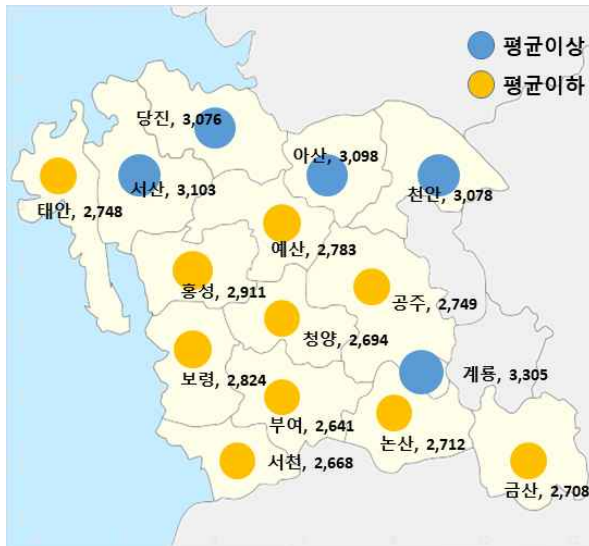 평균이상
평균이하
당진, 3,076
아산, 3,098
서산, 3,103
천안, 3,078
태안, 2,748
예산, 2,783
홍성, 2,911
공주, 2,749
청양, 2,694
보령, 2,824
계룡, 3,305
부여, 2,641
논산, 2,712
서천, 2,668
금산, 2,708